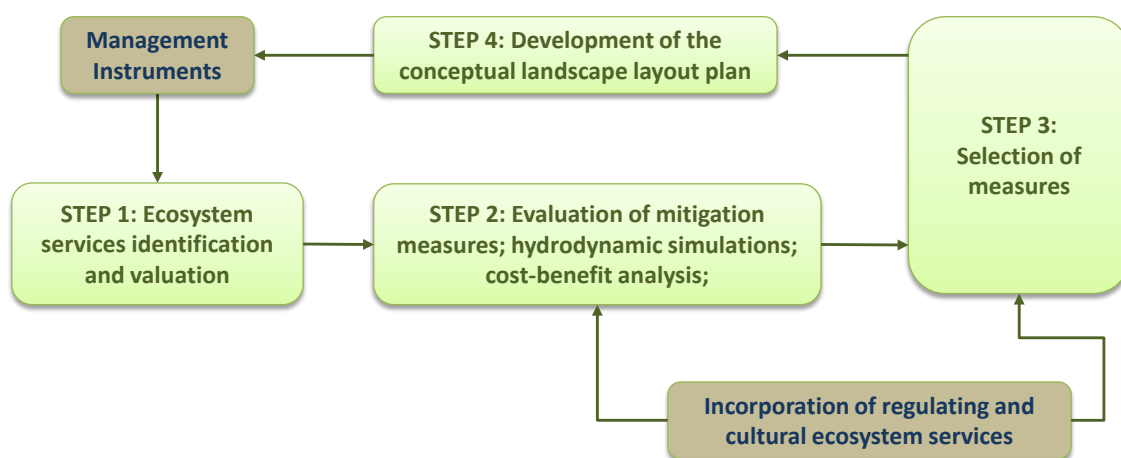 Management
Instruments
STEP 4: Development of the
conceptual landscape layout plan
STEP 3:
Selection of
measures
STEP 1: Ecosystem
services identification
and valuation
STEP 2: Evaluation of mitigation
measures; hydrodynamic simulations;
cost-benefit analysis;
Incorporation of regulating and
cultural ecosystem services